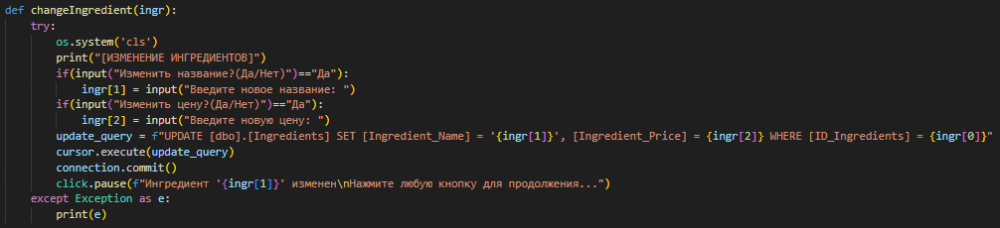 def changeIngredient(ingr):
    try:
        os.system('cls')
        print("[ИЗМЕНЕНИЕ ИНГРЕДИЕНТОВ]")
        if(input("Изменить название?(Да/Нет)")=="Да"):
            ingr[1] = input("Введите новое название: ")
        if(input("Изменить цену?(Да/Нет)")=="Да"):
            ingr[2] = input("Введите новую цену: ")
        update_query = f"UPDATE [dbo].[Ingredients] SET [Ingredient_Name] = '{ingr[1]}', [Ingredient_Price] = {ingr[2]} WHERE [ID_Ingredients] = {ingr[0]}"
        cursor.execute(update_query)
        connection.commit()
        click.pause(f"Ингредиент '{ingr[1]}' изменен\nНажмите любую кнопку для продолжения...")
    except Exception as e:
        print(e)